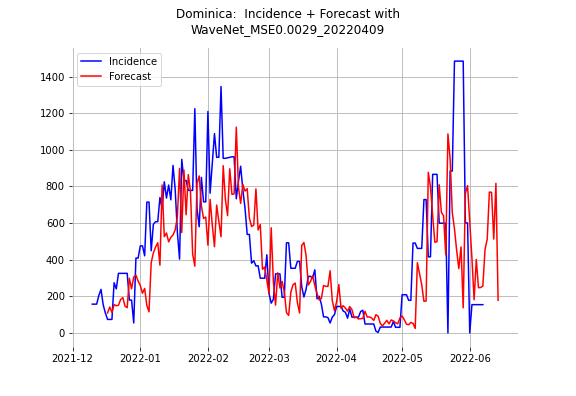 Dominica:  Incidence + Forecast with
WaveNet_MSE0.0029_20220409
Incidence
Forecast
1400
1200
1000
800
600
400
200
0
2021-12 2022-01 2022-02 2022-03 2022-04 2022-05 2022-06